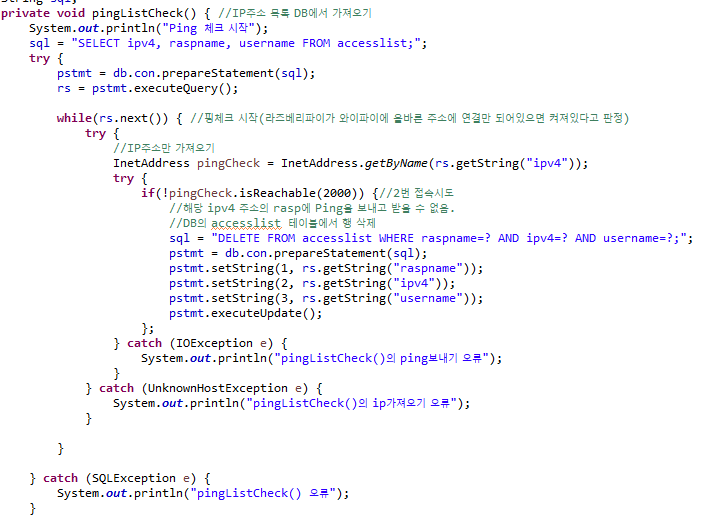 private void pingListCheck() { //IP주소 목록 DB에서 가져오기
System.out.println("Ping 체크 시작");
sql = "SELECT ipv4, raspname, username FROM accesslist;";
try {
pstmt = db.con.prepareStatement(sql);
rs = pstmt.executeQuery();
while(rs.next()) { //핑체크 시작(라즈베리파이가 와이파이에 올바른 주소에 연결만 되어있으면 켜져있다고 판정)
try {
//IP주소만 가져오기
InetAddress pingCheck = InetAddress.getByName(rs.getString("ipv4"));
try {
if(!pingCheck.isReachable(2000)) {//2번 접속시도
//해당 ipv4 주소의 rasp에 Ping을 보내고 받을 수 없음.
//DB의 accesslist 테이블에서 행 삭제
sql = "DELETE FROM accesslist WHERE raspname=? AND ipv4=? AND username=?;";
pstmt = db.con.prepareStatement(sql);
pstmt.setString(1, rs.getString("raspname"));
pstmt.setString(2, rs.getString("ipv4"));
pstmt.setString(3, rs.getString("username"));
pstmt.executeUpdate();
};
} catch (IOException e) {
System.out.println("pingListCheck()의 ping보내기 오류");
}
} catch (UnknownHostException e) {
System.out.println("pingListCheck()의 ip가져오기 오류");
}
}
} catch (SQLException e) {
System.out.println("pingListCheck() 오류");
}